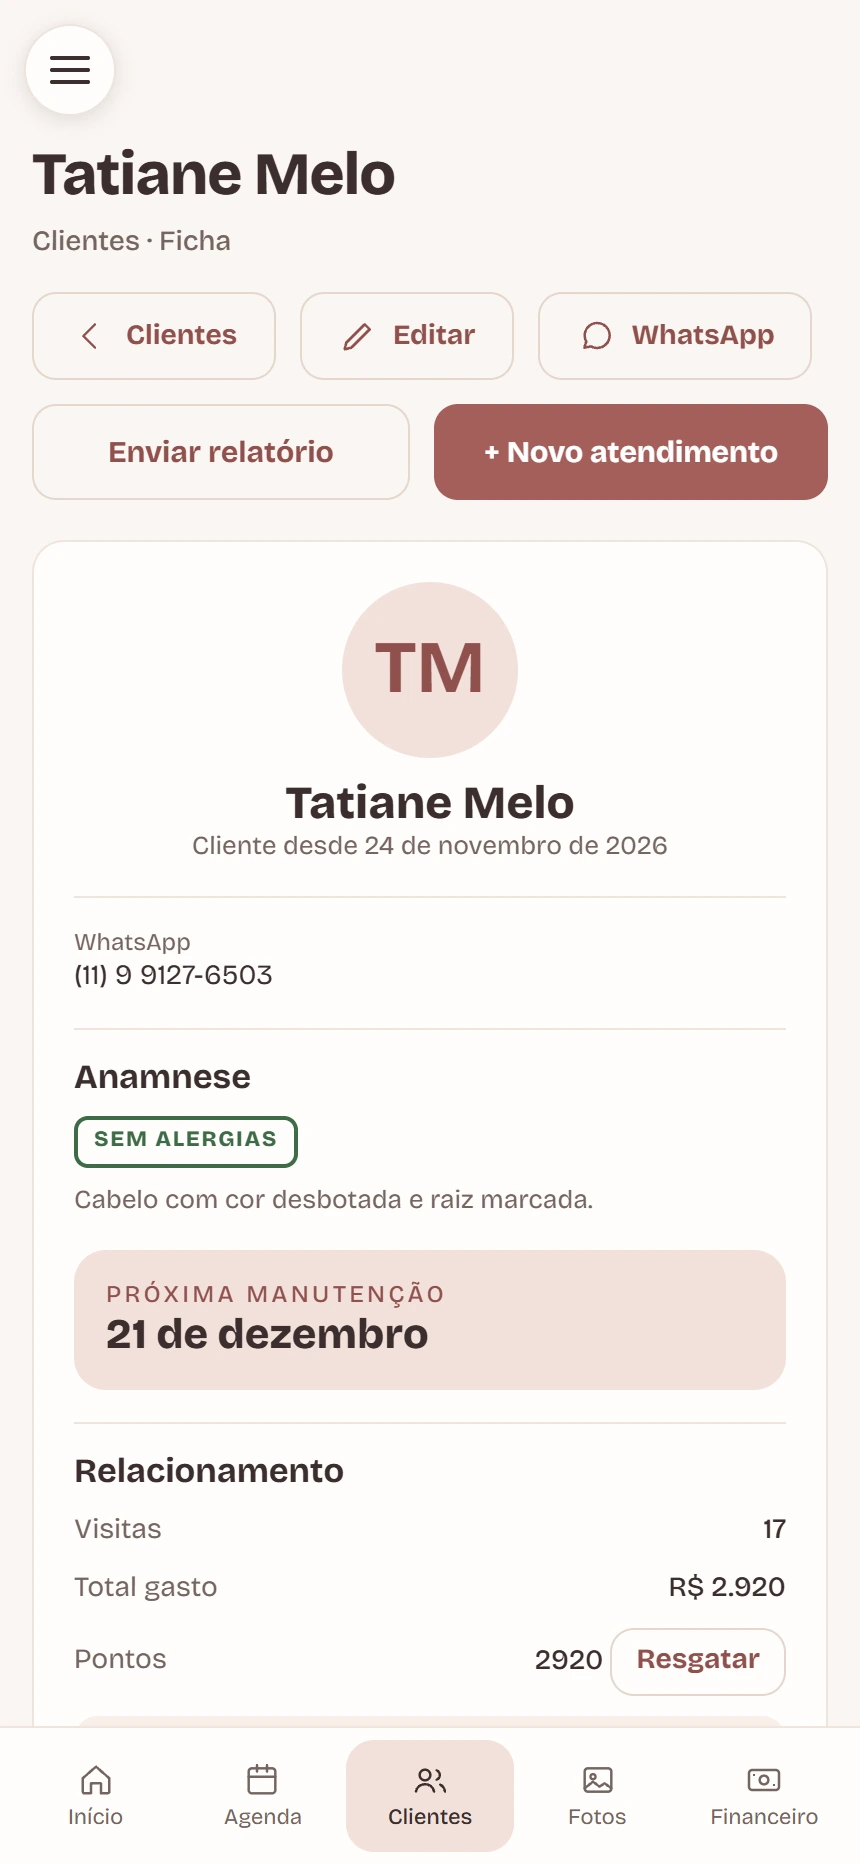 Tatiane Melo
Clientes · Ficha
Clientes
Editar
WhatsApp
Enviar relatório
+ Novo atendimento
TM
Tatiane Melo
Cliente desde 24 de novembro de 2026
WhatsApp
(11) 9 9127-6503
Anamnese
SEM ALERGIAS
Cabelo com cor desbotada e raiz marcada.
PRÓXIMA MANUTENÇÃO
21 de dezembro
Relacionamento
Visitas 17
Total gasto R$ 2.920
Pontos 2920 Resgatar
Início Agenda Clientes Fotos Financeiro